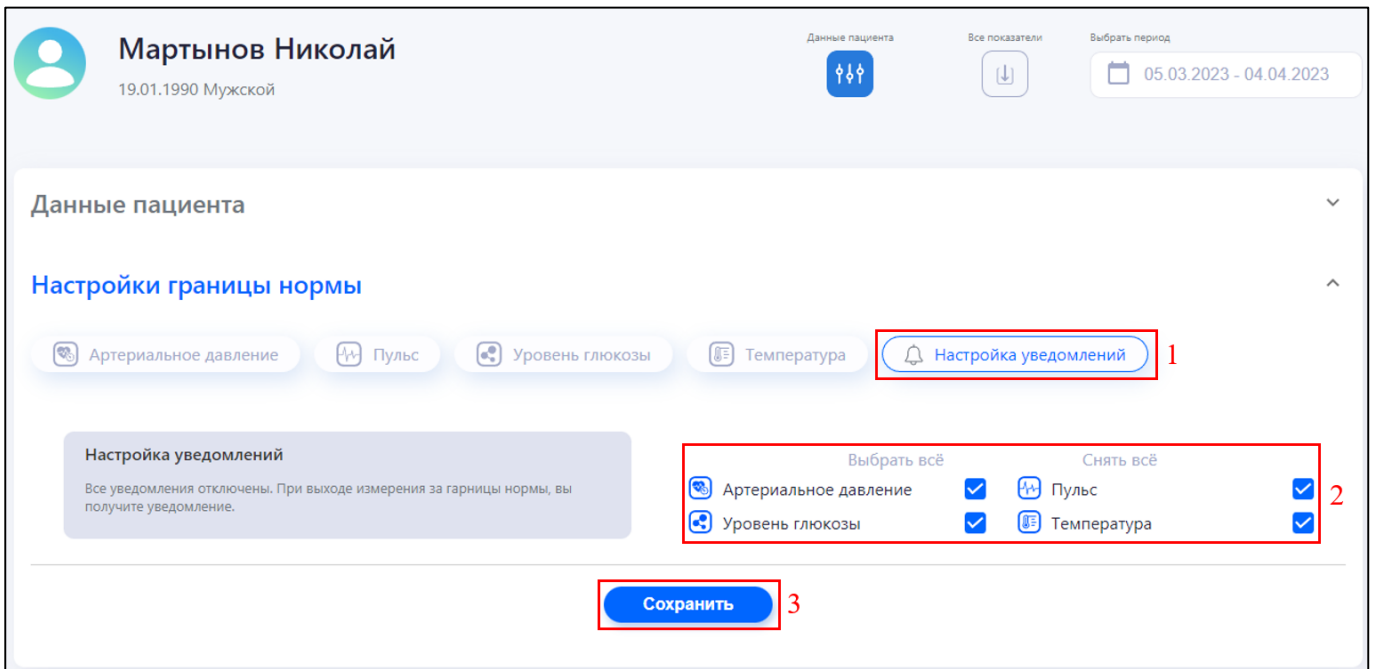 Мартынов Николай
19.01.1990 Мужской
Данные пациента
Все показатели
Выбрать период
05.03.2023 - 04.04.2023
Данные пациента
Настройки границы нормы
Артериальное давление
Пульс
Уровень глюкозы
Температура
Настройка уведомлений
1
Настройка уведомлений
Все уведомления отключены. При выходе измерения за гарницы нормы, вы
получите уведомление.
Выбрать всё
Снять всё
Артериальное давление
Пульс
Уровень глюкозы
Температура
2
Сохранить
3